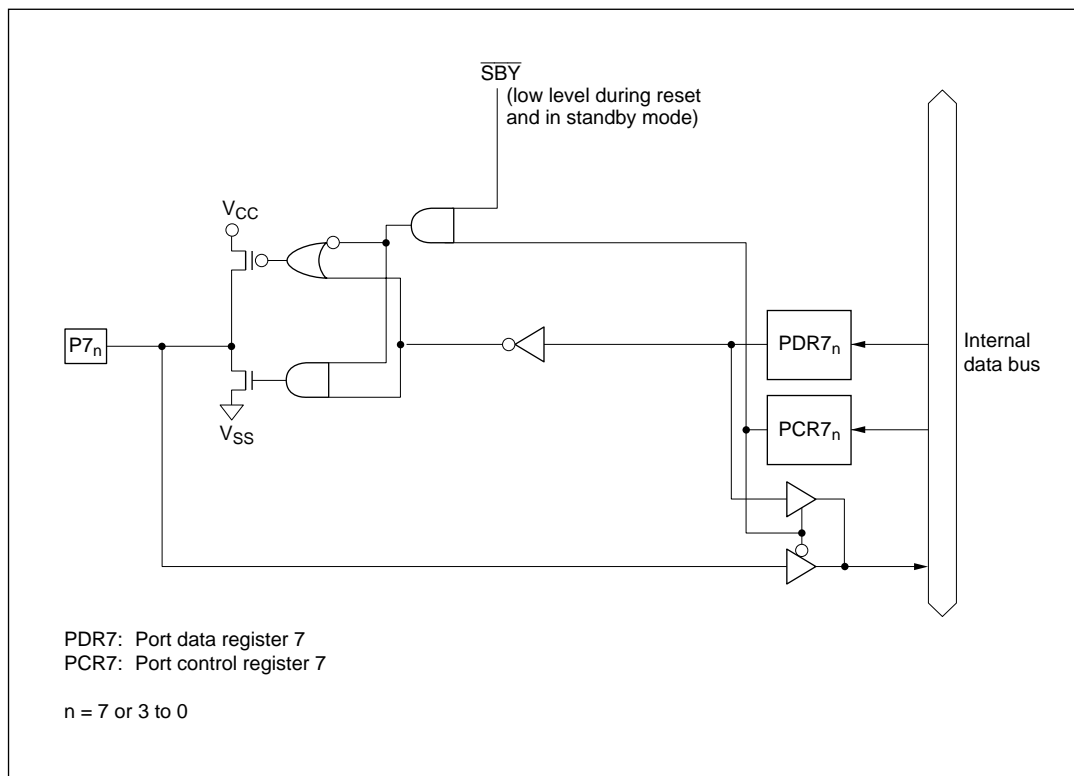 S̅B̅Y̅
(low level during reset
and in standby mode)
VCC
P7n
VSS
PDR7n
PCR7n
Internal
data bus
PDR7: Port data register 7
PCR7: Port control register 7
n = 7 or 3 to 0